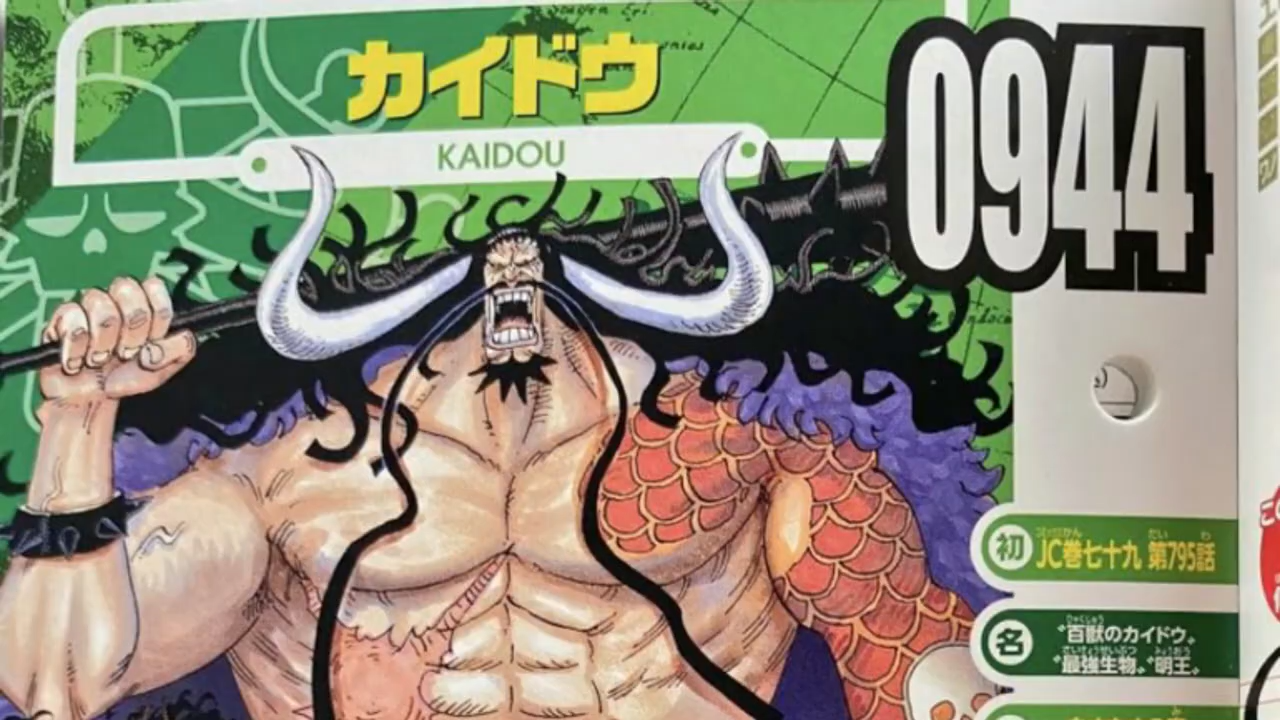 カイドウ
KAIDOU
0944
初 JC巻七十九 第795話
名 “百獣のカイドウ”
“最強生物”、“明王”